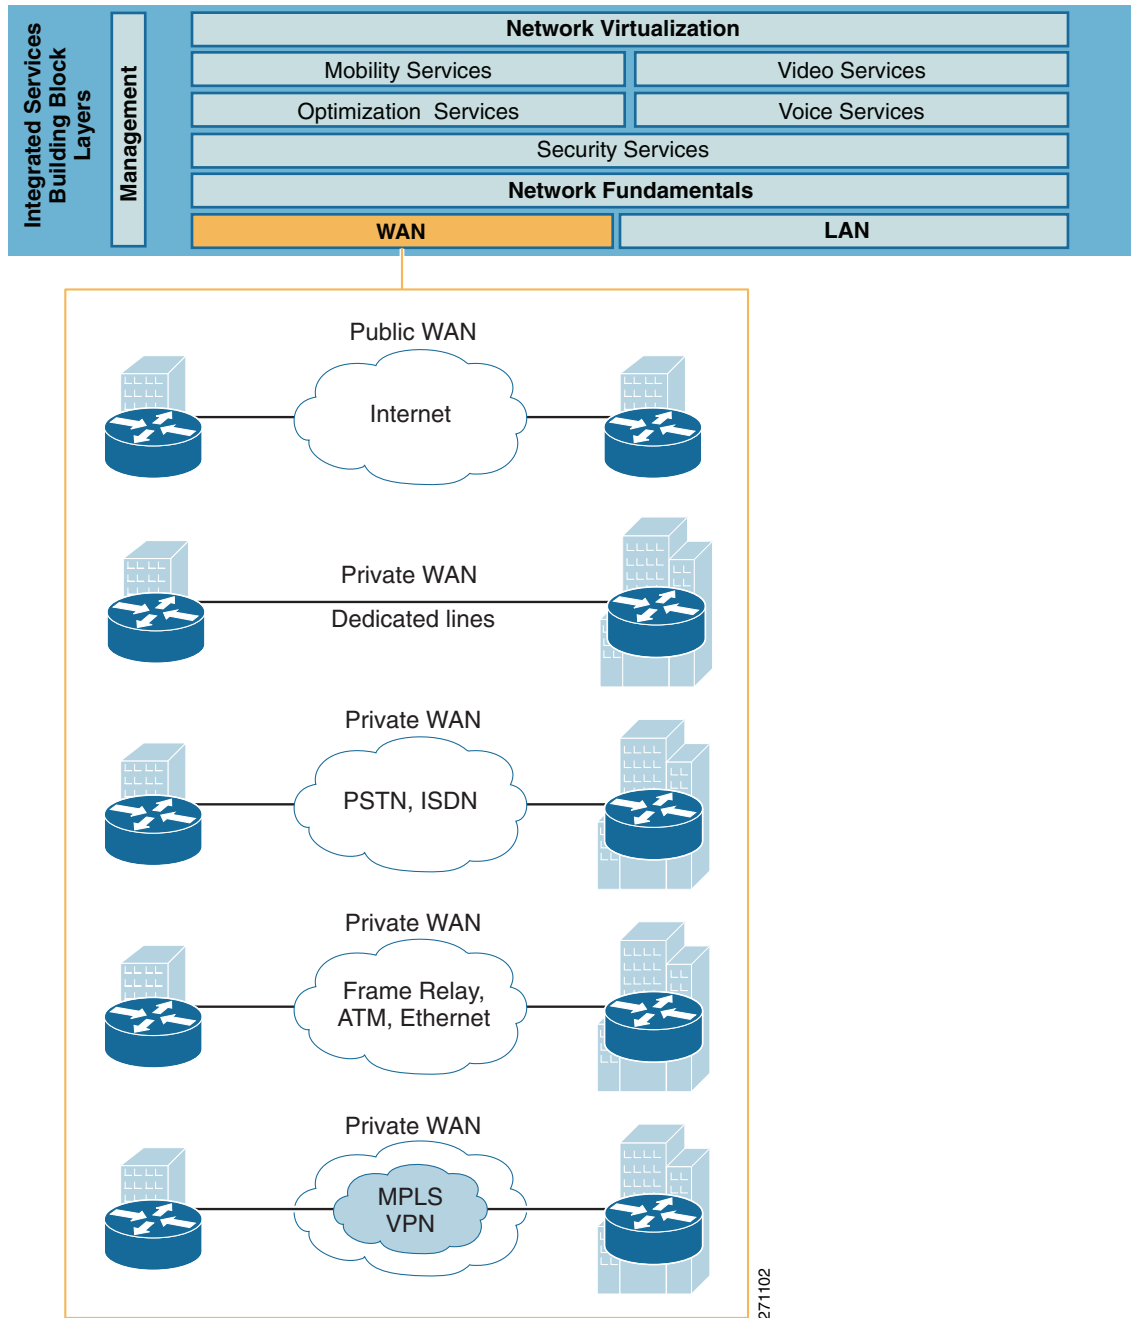 Integrated Services
Building Block
Layers
Management
Network Virtualization
Mobility Services
Video Services
Optimization Services
Voice Services
Security Services
Network Fundamentals
WAN
LAN
Public WAN
Internet
Private WAN
Dedicated lines
Private WAN
PSTN, ISDN
Private WAN
Frame Relay,
ATM, Ethernet
Private WAN
MPLS
VPN
271102